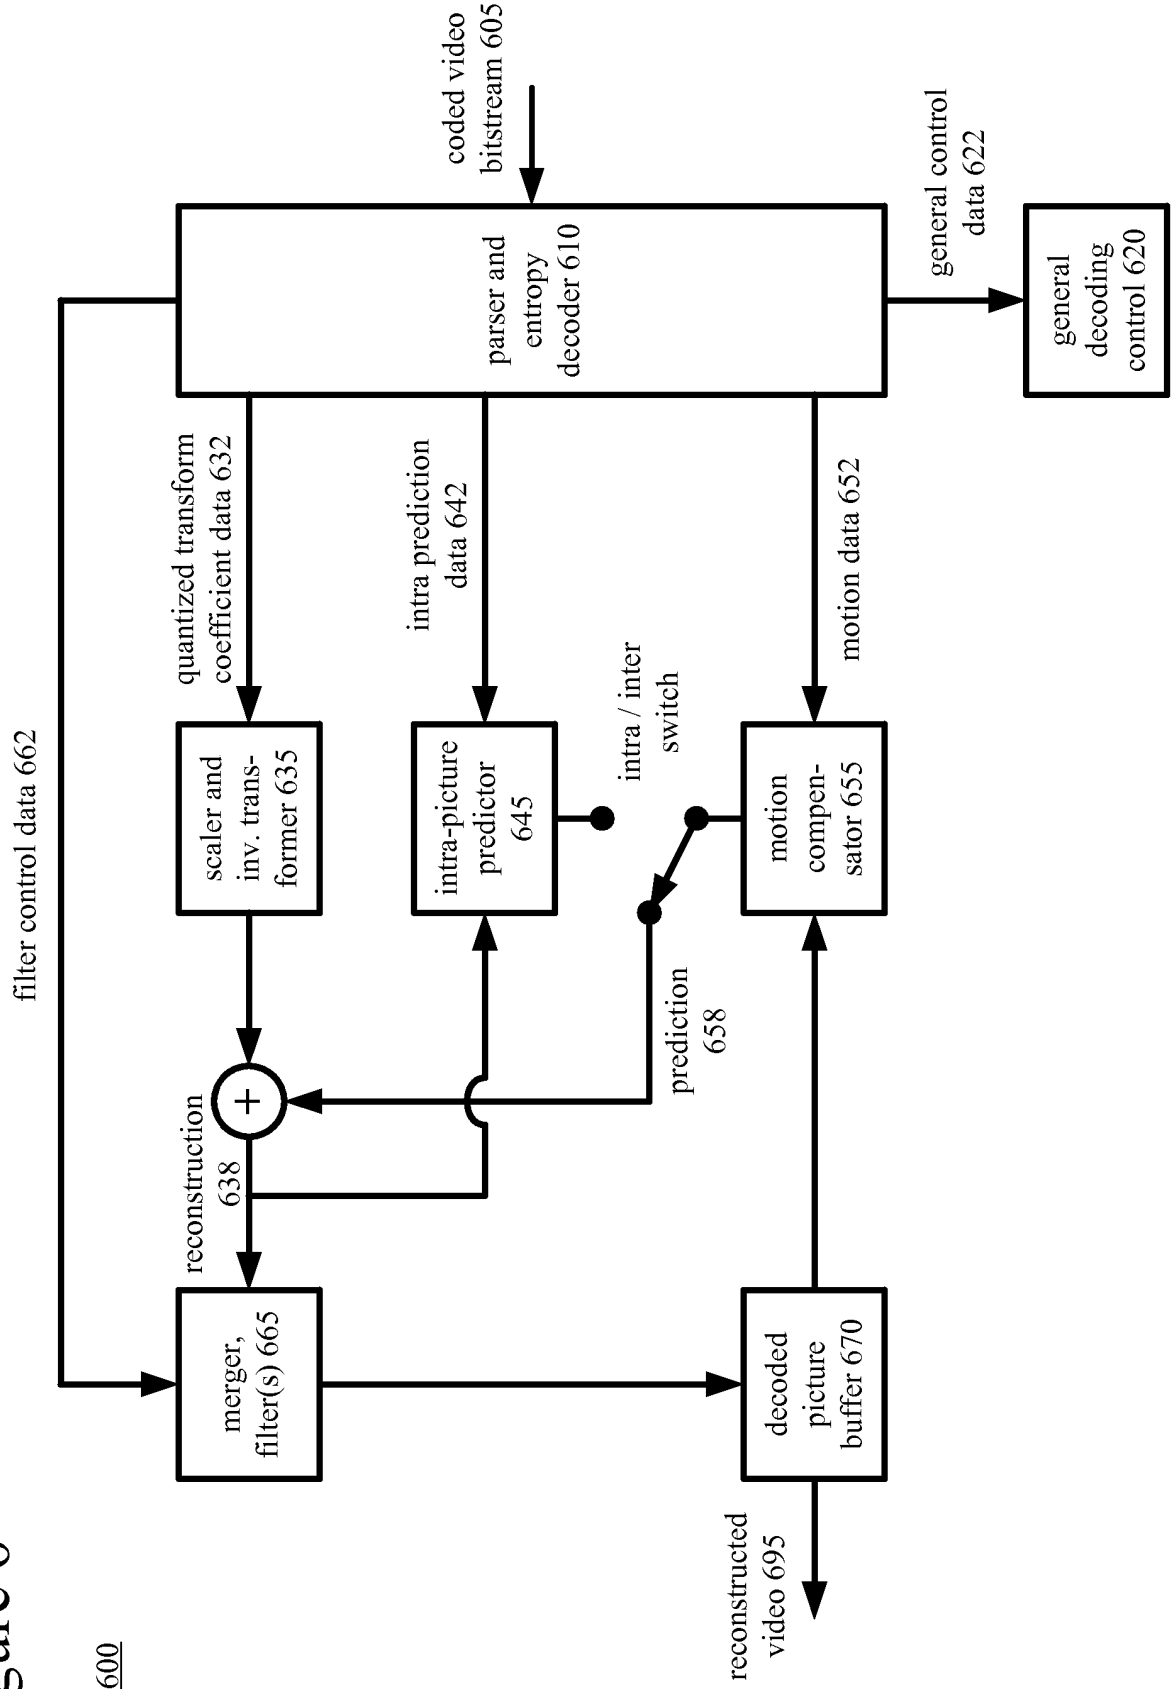 600
coded video
bitstream 605
parser and
entropy
decoder 610
general control
data 622
general
decoding
control 620
filter control data 662
quantized transform
coefficient data 632
intra prediction
data 642
motion data 652
scaler and
inv. trans-
former 635
intra-picture
predictor
645
intra / inter
switch
motion
compen-
sator 655
+
reconstruction
638
prediction
658
merger,
filter(s) 665
decoded
picture
buffer 670
reconstructed
video 695